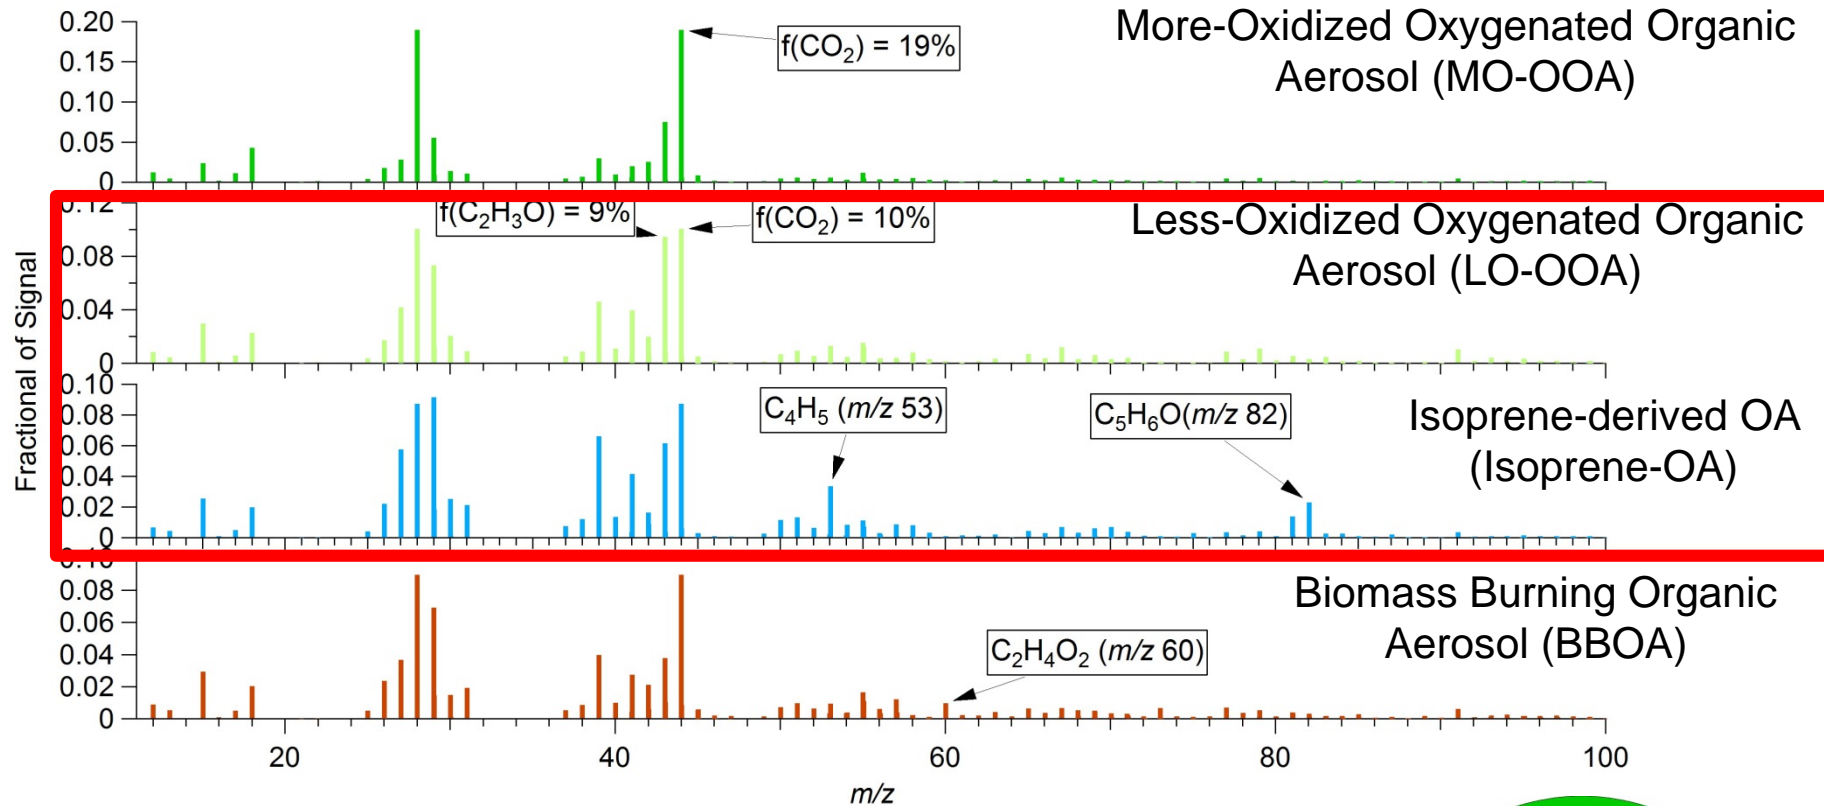 0.20
0.15
0.10
0.05
0
f(CO₂) = 19%
More-Oxidized Oxygenated Organic
Aerosol (MO-OOA)
0.12
0.08
0.04
0
f(C₂H₃O) = 9%
f(CO₂) = 10%
Less-Oxidized Oxygenated Organic
Aerosol (LO-OOA)
Fractional of Signal
0.10
0.08
0.06
0.04
0.02
0
C₄H₅ (m/z 53)
C₅H₆O(m/z 82)
Isoprene-derived OA
(Isoprene-OA)
0.10
0.08
0.06
0.04
0.02
0
C₂H₄O₂ (m/z 60)
Biomass Burning Organic
Aerosol (BBOA)
20
40
60
80
100
m/z